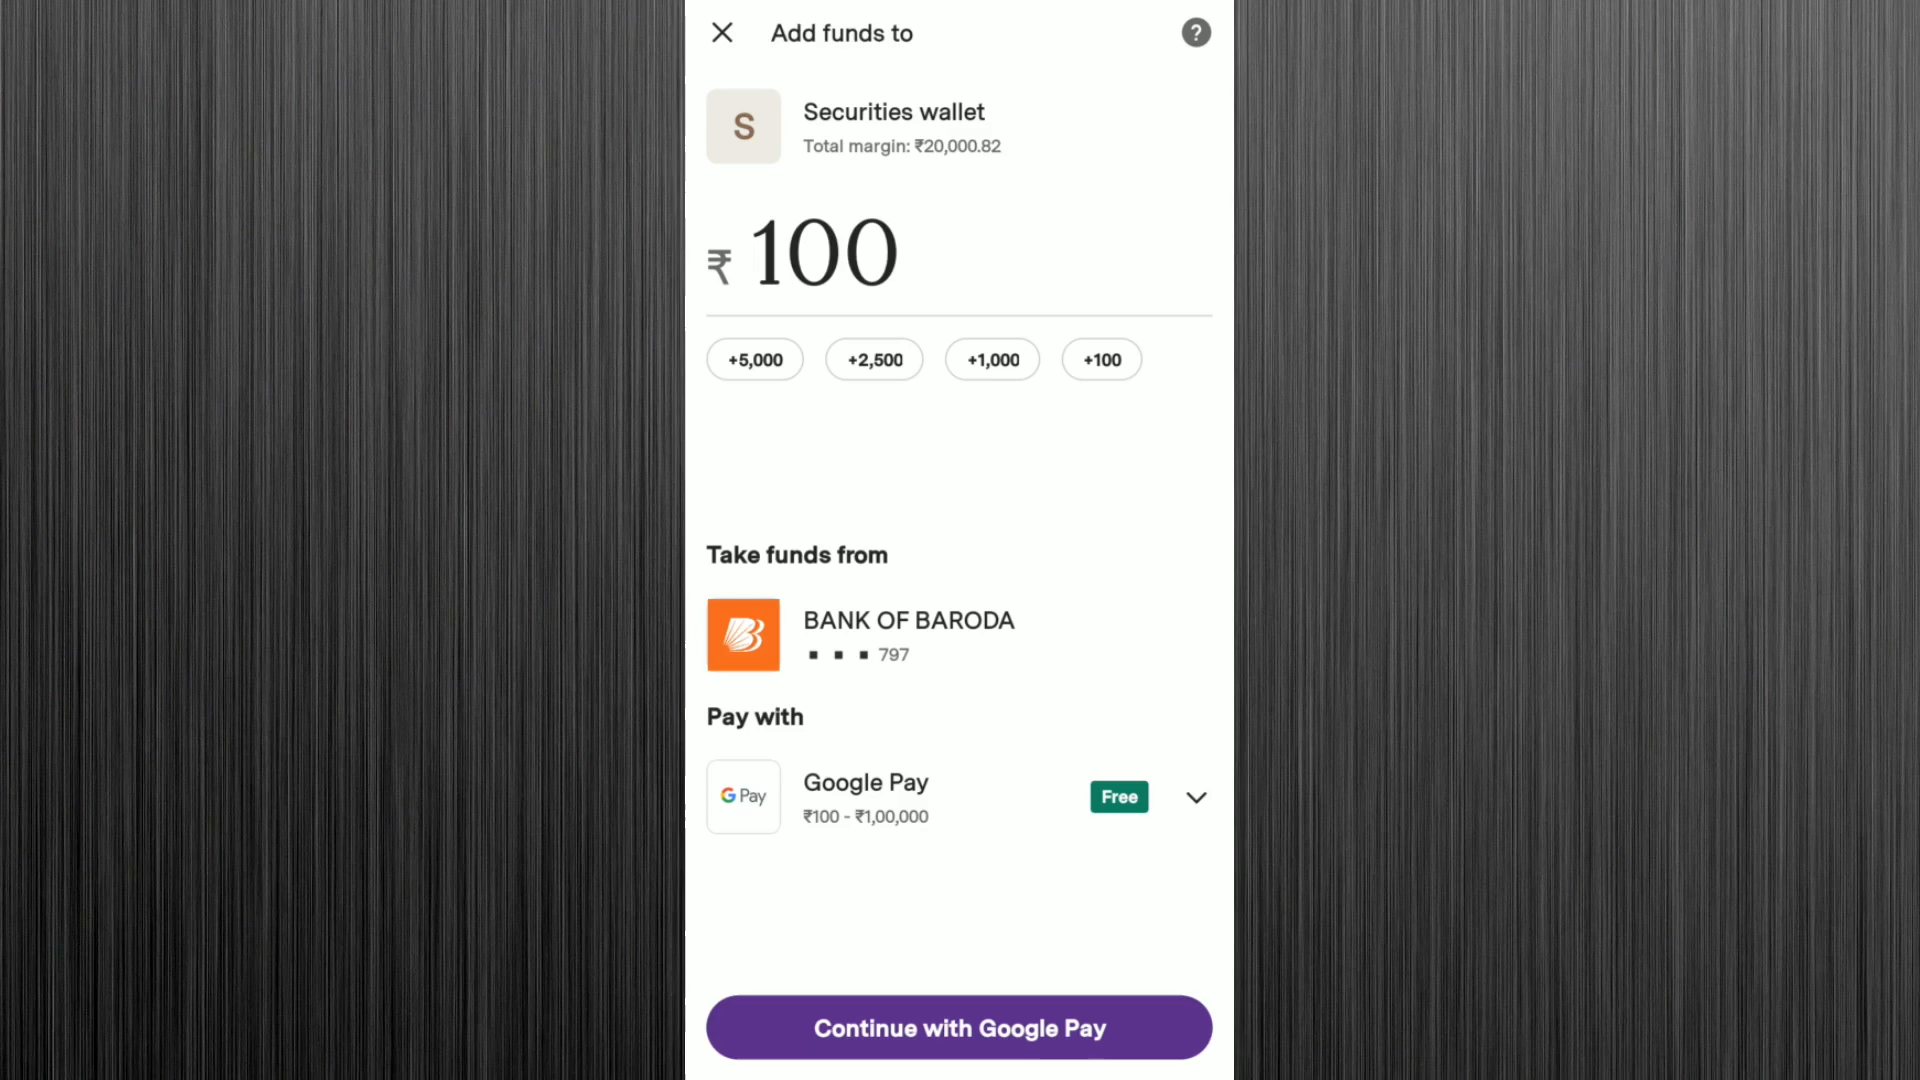 Add funds to
?
S
Securities wallet
Total margin: ₹20,000.82
₹ 100
+5,000 +2,500 +1,000 +100
Take funds from
BANK OF BARODA
▪ ▪ ▪ 797
Pay with
G Pay
Google Pay
₹100 - ₹1,00,000
Free
Continue with Google Pay